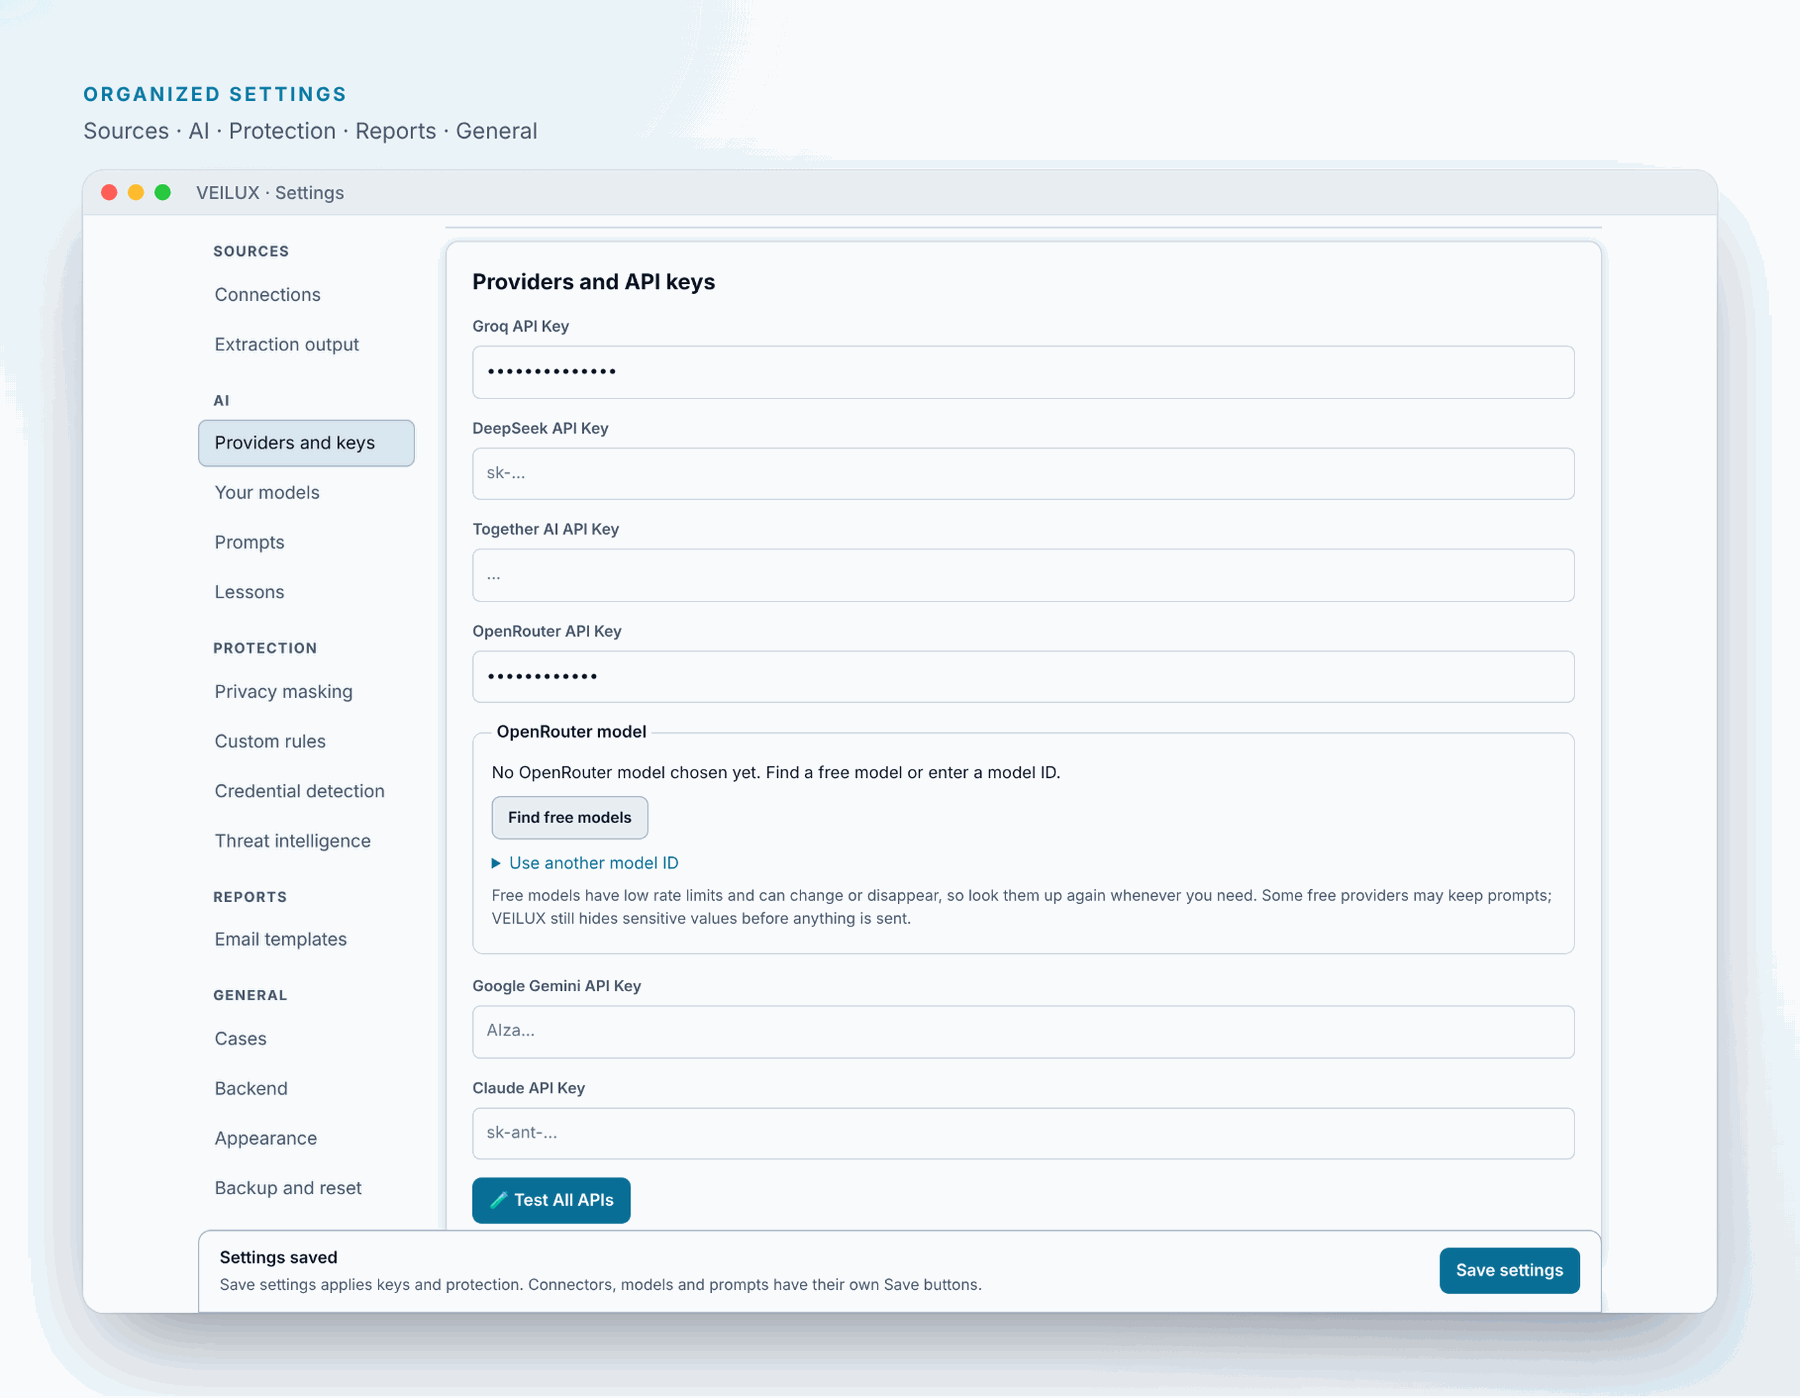 ORGANIZED SETTINGS
Sources · AI · Protection · Reports · General
VEILUX · Settings
SOURCES
Connections
Extraction output
AI
Providers and keys
Your models
Prompts
Lessons
PROTECTION
Privacy masking
Custom rules
Credential detection
Threat intelligence
REPORTS
Email templates
GENERAL
Cases
Backend
Appearance
Backup and reset
Providers and API keys
Groq API Key
••••••••••••••
DeepSeek API Key
sk-...
Together AI API Key
...
OpenRouter API Key
••••••••••••
OpenRouter model
No OpenRouter model chosen yet. Find a free model or enter a model ID.
Find free models
Use another model ID
Free models have low rate limits and can change or disappear, so look them up again whenever you need. Some free providers may keep prompts;
VEILUX still hides sensitive values before anything is sent.
Google Gemini API Key
AIza...
Claude API Key
sk-ant-...
Test All APIs
Settings saved
Save settings applies keys and protection. Connectors, models and prompts have their own Save buttons.
Save settings